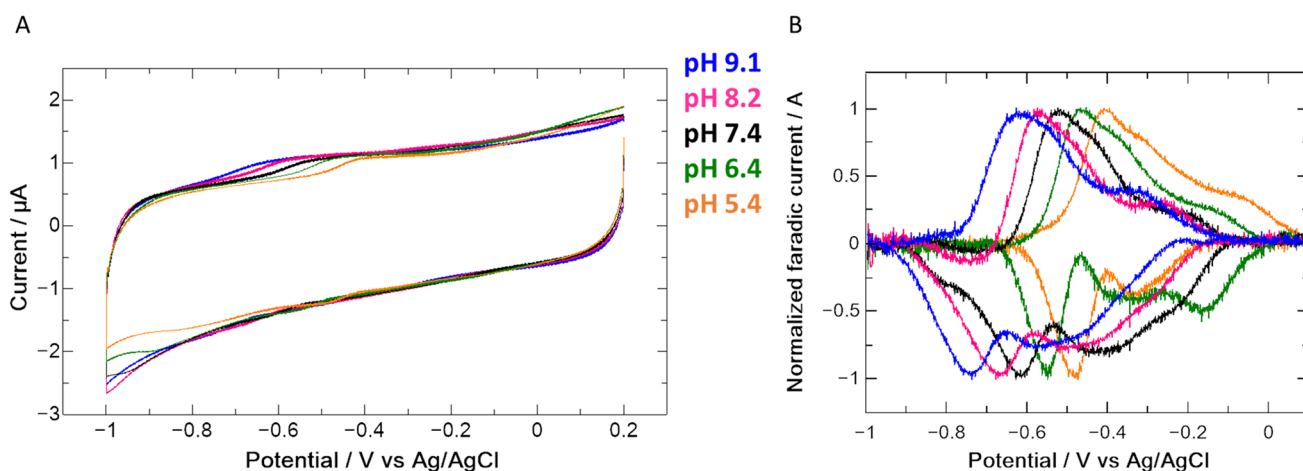 A
B
Current / µA
2
1
0
−1
−2
−3
−1
−0.8
−0.6
−0.4
−0.2
0
0.2
Potential / V vs Ag/AgCl
pH 9.1
pH 8.2
pH 7.4
pH 6.4
pH 5.4
Normalized faradic current / A
1
0.5
0
−0.5
−1
−1
−0.8
−0.6
−0.4
−0.2
0
Potential / V vs Ag/AgCl